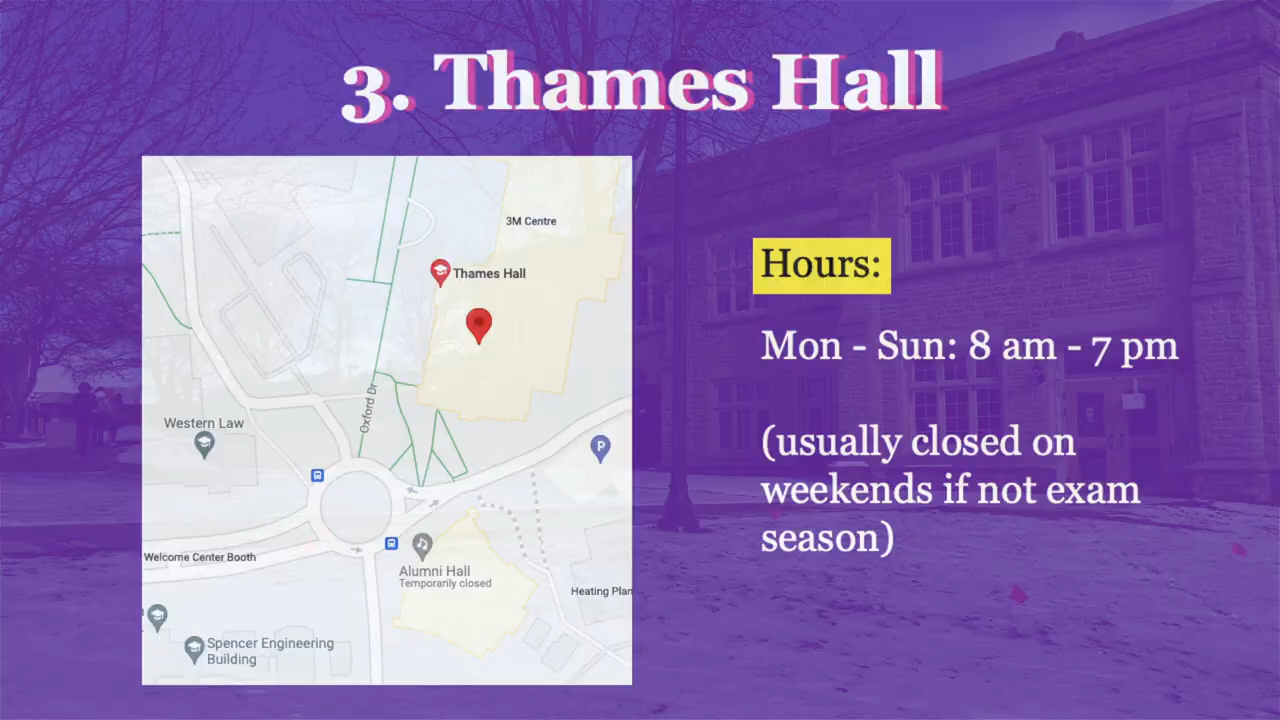 3. Thames Hall
3M Centre
Thames Hall
Oxford Dr
Western Law
P
Welcome Center Booth
Alumni Hall
Temporarily closed
Heating Plan
Spencer Engineering
Building
Hours:
Mon - Sun: 8 am - 7 pm
(usually closed on
weekends if not exam
season)